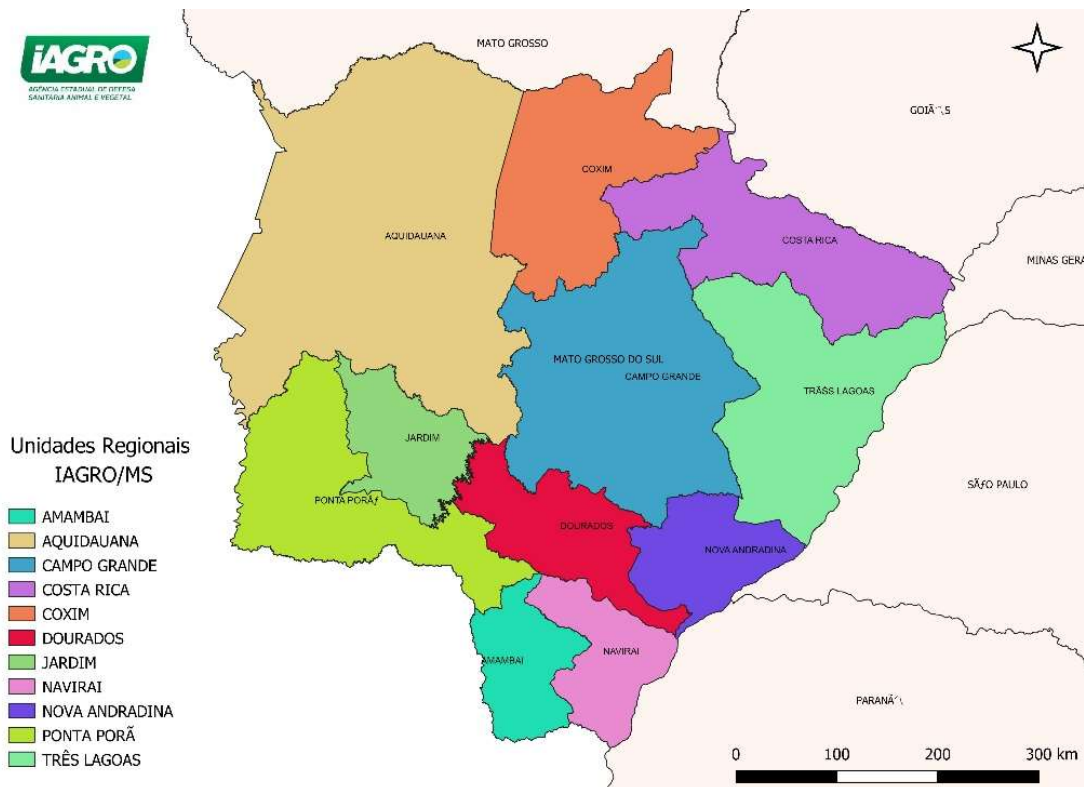 iAGRO
AGÊNCIA ESTADUAL DE DEFESA
SANITÁRIA ANIMAL E VEGETAL
MATO GROSSO
GOIÃ´\S
COXIM
AQUIDAUANA
COSTA RICA
MINAS GERA
MATO GROSSO DO SUL
CAMPO GRANDE
TRÃŠS LAGOAS
JARDIM
PONTA PORÃƒ
SÃƒO PAULO
DOURADOS
NOVA ANDRADINA
NAVIRAI
AMAMBAI
PARANÃ´\
Unidades Regionais
IAGRO/MS
AMAMBAI
AQUIDAUANA
CAMPO GRANDE
COSTA RICA
COXIM
DOURADOS
JARDIM
NAVIRAI
NOVA ANDRADINA
PONTA PORÃ
TRÊS LAGOAS
0 100 200 300 km